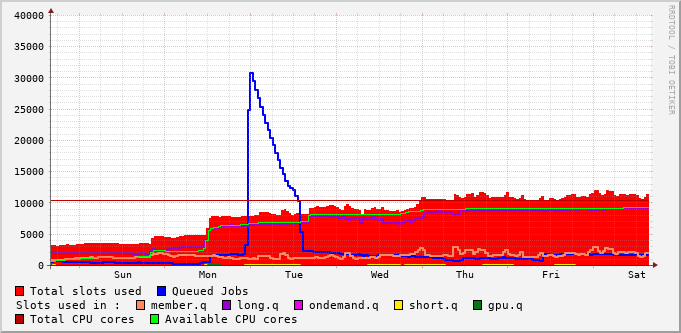 RRDTOOL / TOBI OETIKER
40000
35000
30000
25000
20000
15000
10000
5000
0
Sun Mon Tue Wed Thu Fri Sat
Total slots used Queued Jobs
Slots used in : member.q long.q ondemand.q short.q gpu.q
Total CPU cores Available CPU cores